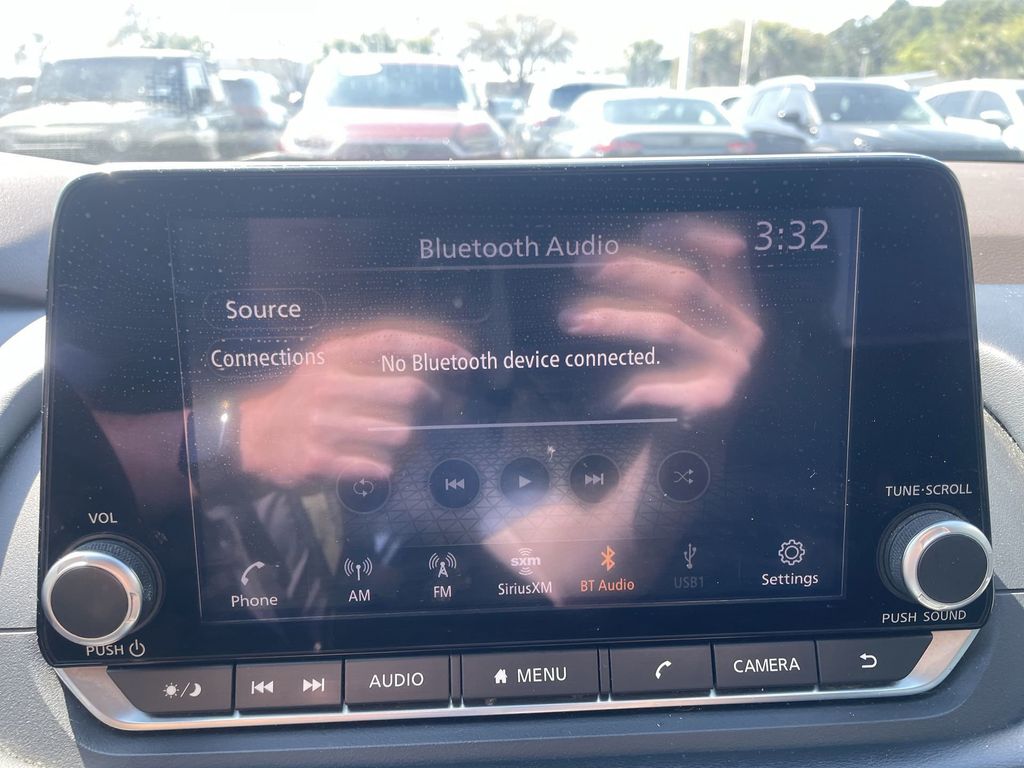 Bluetooth Audio
3:32
Source
Connections
No Bluetooth device connected.
VOL
TUNE·SCROLL
Phone
AM
FM
sxm
SiriusXM
BT Audio
USB1
Settings
PUSH
PUSH SOUND
AUDIO
MENU
CAMERA